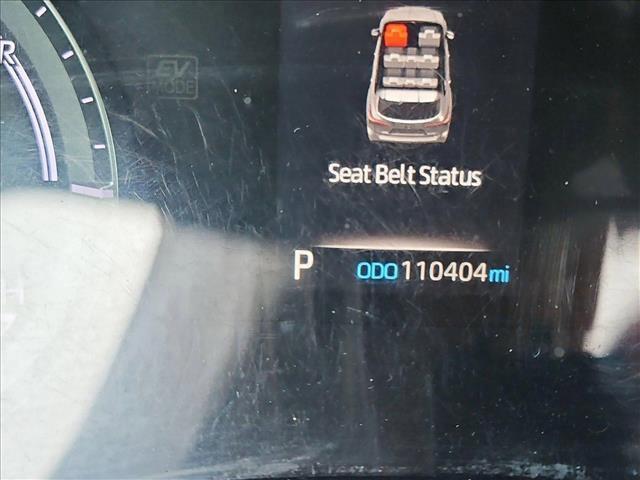 EV
MODE
Seat Belt Status
P ODO 110404 mi